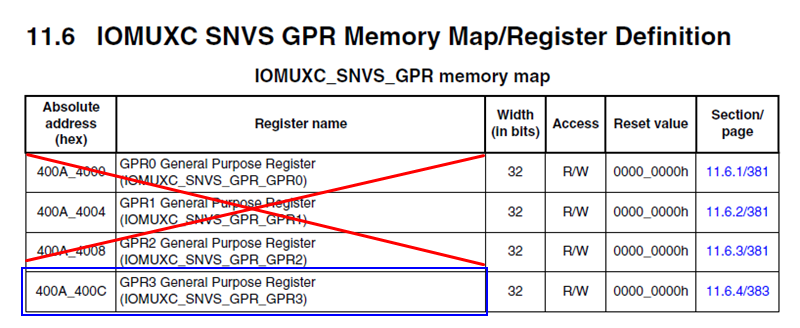 11.6 IOMUXC SNVS GPR Memory Map/Register Definition
IOMUXC_SNVS_GPR memory map
Absolute address (hex) Register name Width (in bits) Access Reset value Section/ page
400A_4000 GPR0 General Purpose Register (IOMUXC_SNVS_GPR_GPR0) 32 R/W 0000_0000h 11.6.1/381
400A_4004 GPR1 General Purpose Register (IOMUXC_SNVS_GPR_GPR1) 32 R/W 0000_0000h 11.6.2/381
400A_4008 GPR2 General Purpose Register (IOMUXC_SNVS_GPR_GPR2) 32 R/W 0000_0000h 11.6.3/381
400A_400C GPR3 General Purpose Register (IOMUXC_SNVS_GPR_GPR3) 32 R/W 0000_0000h 11.6.4/383